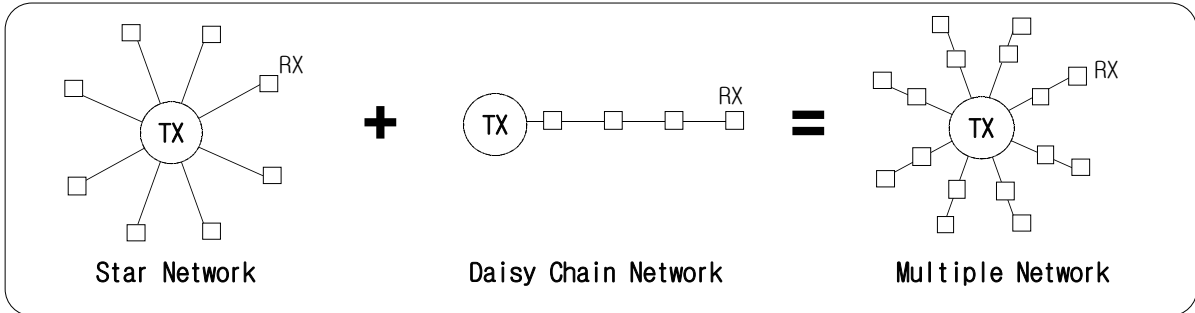 RX
TX
+
TX
RX
=
TX
RX
Star Network
Daisy Chain Network
Multiple Network